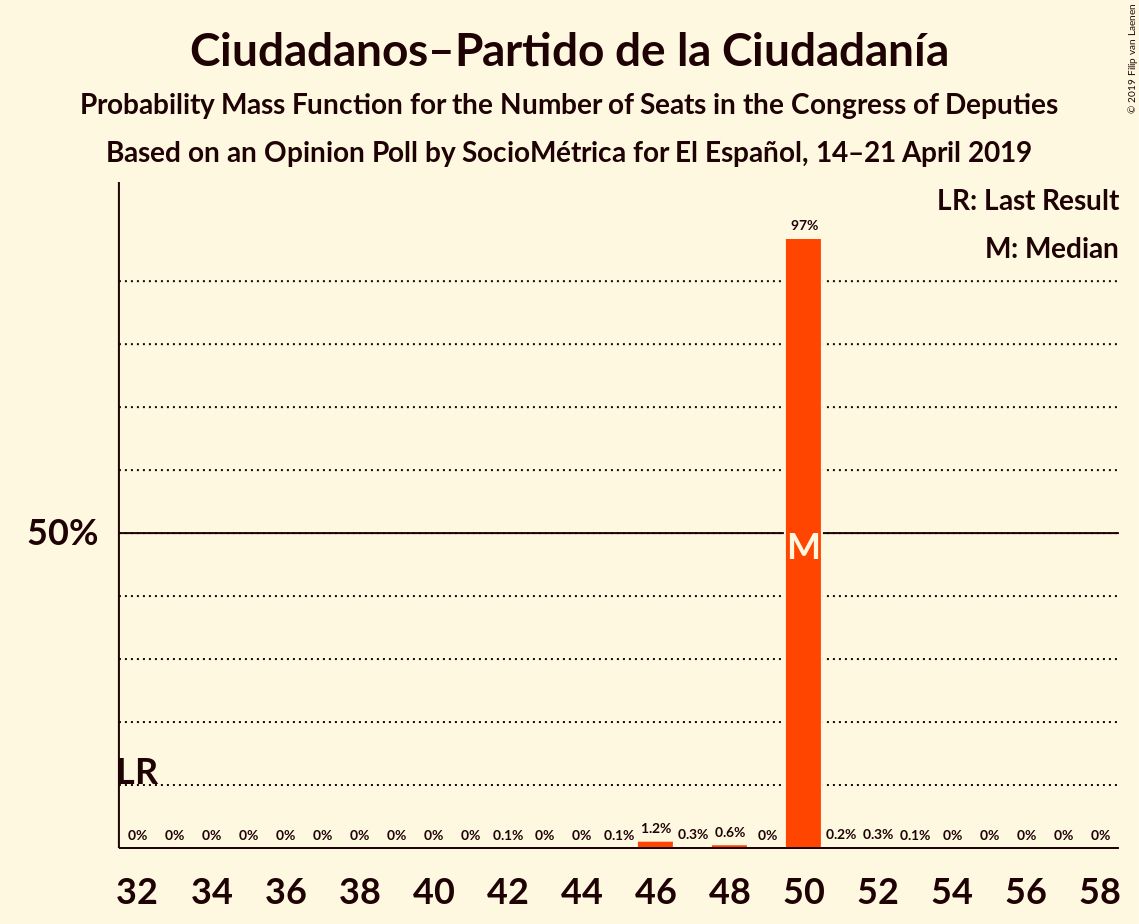 Ciudadanos–Partido de la Ciudadanía
Probability Mass Function for the Number of Seats in the Congress of Deputies
Based on an Opinion Poll by SocioMétrica for El Español, 14–21 April 2019
© 2019 Filip van Laenen
LR: Last Result
M: Median
97%
50%
M
LR
0% 0% 0% 0% 0% 0% 0% 0% 0% 0% 0.1% 0% 0% 0.1% 1.2% 0.3% 0.6% 0% 0.2% 0.3% 0.1% 0% 0% 0% 0% 0%
32 34 36 38 40 42 44 46 48 50 52 54 56 58